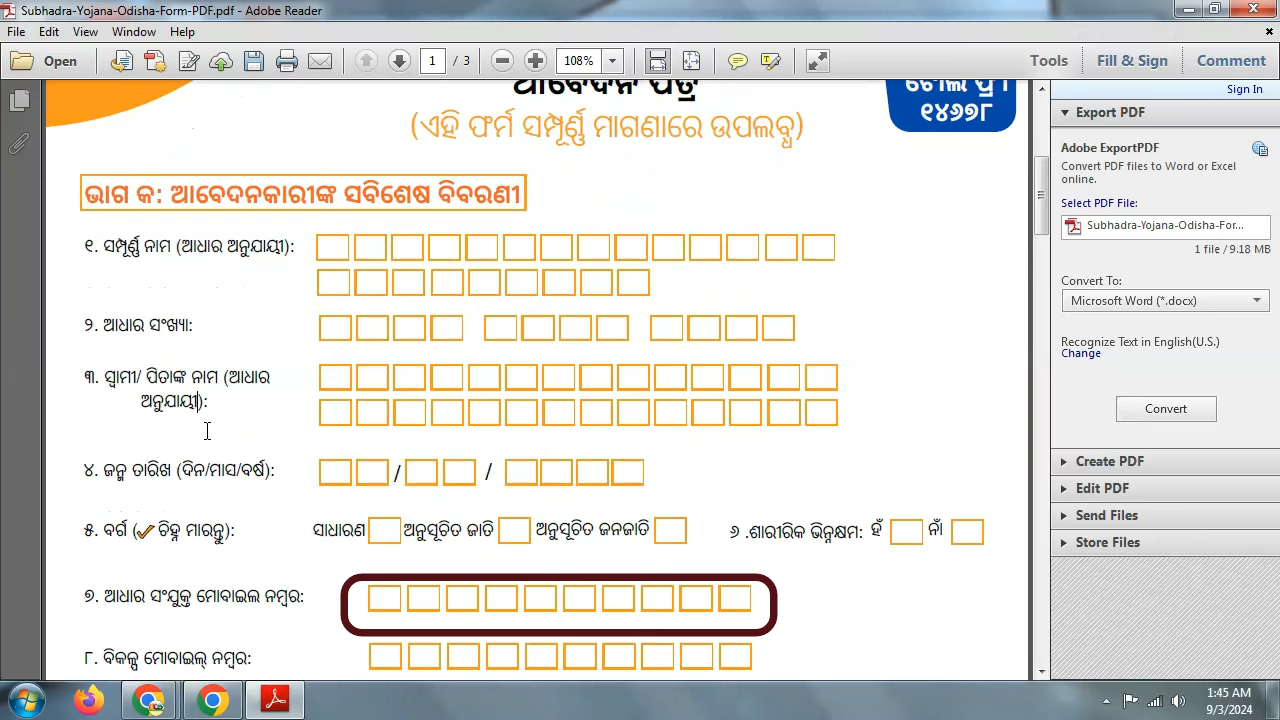 Subhadra-Yojana-Odisha-Form-PDF.pdf - Adobe Reader
File Edit View Window Help
Open 1 / 3 108% Tools Fill & Sign Comment
Sign In
ଆବେଦନ ପତ୍ର
(ଏହି ଫର୍ମ ସମ୍ପୂର୍ଣ୍ଣ ମାଗଣାରେ ଉପଲବ୍ଧ)
୧୪୬୭୮
ଭାଗ କ: ଆବେଦନକାରୀଙ୍କ ସବିଶେଷ ବିବରଣୀ
୧. ସମ୍ପୂର୍ଣ୍ଣ ନାମ (ଆଧାର ଅନୁଯାୟୀ):
୨. ଆଧାର ସଂଖ୍ୟା:
୩. ସ୍ୱାମୀ/ ପିତାଙ୍କ ନାମ (ଆଧାର
ଅନୁଯାୟୀ):
୪. ଜନ୍ମ ତାରିଖ (ଦିନ/ମାସ/ବର୍ଷ): / /
୫. ବର୍ଗ (✓ ଚିହ୍ନ ମାରନ୍ତୁ): ସାଧାରଣ ଅନୁସୂଚିତ ଜାତି ଅନୁସୂଚିତ ଜନଜାତି ୬ .ଶାରୀରିକ ଭିନ୍ନକ୍ଷମ: ହଁ ନାଁ
୭. ଆଧାର ସଂଯୁକ୍ତ ମୋବାଇଲ ନମ୍ବର:
୮. ବିକଳ୍ପ ମୋବାଇଲ୍ ନମ୍ବର:
Export PDF
Adobe ExportPDF
Convert PDF files to Word or Excel
online.
Select PDF File:
Subhadra-Yojana-Odisha-For...
1 file / 9.18 MB
Convert To:
Microsoft Word (*.docx)
Recognize Text in English(U.S.)
Change
Convert
Create PDF
Edit PDF
Send Files
Store Files
1:45 AM
9/3/2024